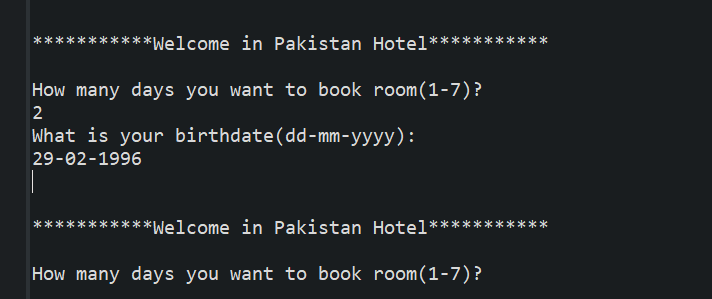 ***********Welcome in Pakistan Hotel***********
How many days you want to book room(1-7)?
2
What is your birthdate(dd-mm-yyyy):
29-02-1996
***********Welcome in Pakistan Hotel***********
How many days you want to book room(1-7)?